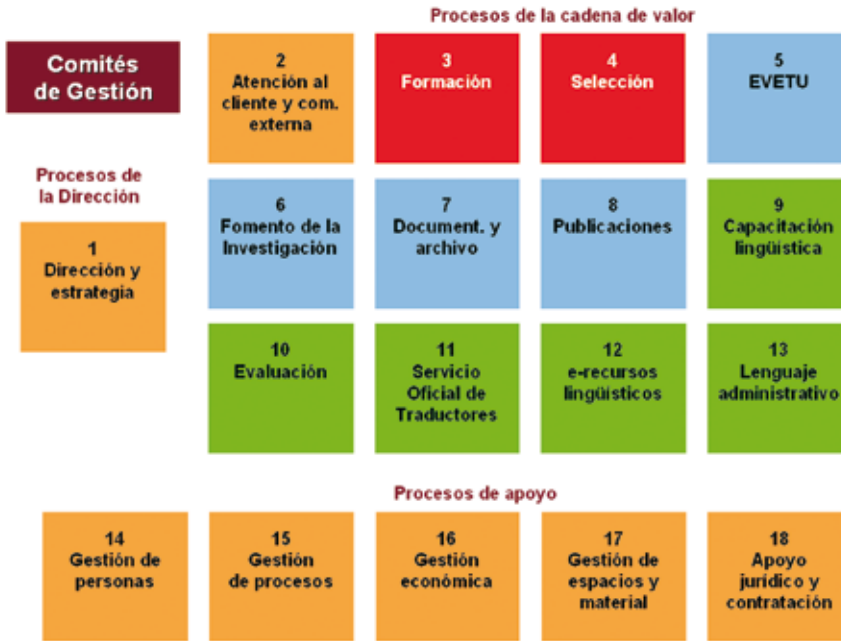 Procesos de la cadena de valor
Comités
de Gestión
2
Atención al
cliente y com.
externa
3
Formación
4
Selección
5
EVETU
Procesos de
la Dirección
1
Dirección y
estrategia
6
Fomento de la
Investigación
7
Document. y
archivo
8
Publicaciones
9
Capacitación
lingüística
10
Evaluación
11
Servicio
Oficial de
Traductores
12
e-recursos
lingüísticos
13
Lenguaje
administrativo
Procesos de apoyo
14
Gestión de
personas
15
Gestión
de procesos
16
Gestión
económica
17
Gestión de
espacios y
material
18
Apoyo
jurídico y
contratación